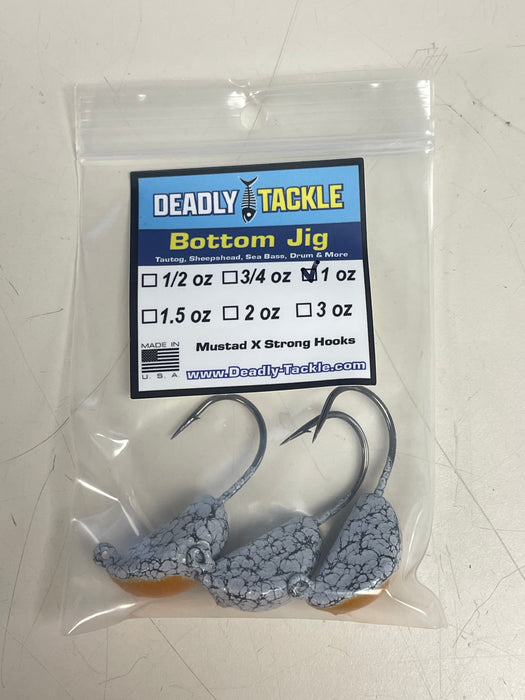 DEADLY TACKLE
Bottom Jig
Tautog, Sheepshead, Sea Bass, Drum & More
1/2 oz 3/4 oz 1 oz
1.5 oz 2 oz 3 oz
MADE IN
U. S. A
Mustad X Strong Hooks
www.Deadly-Tackle.com